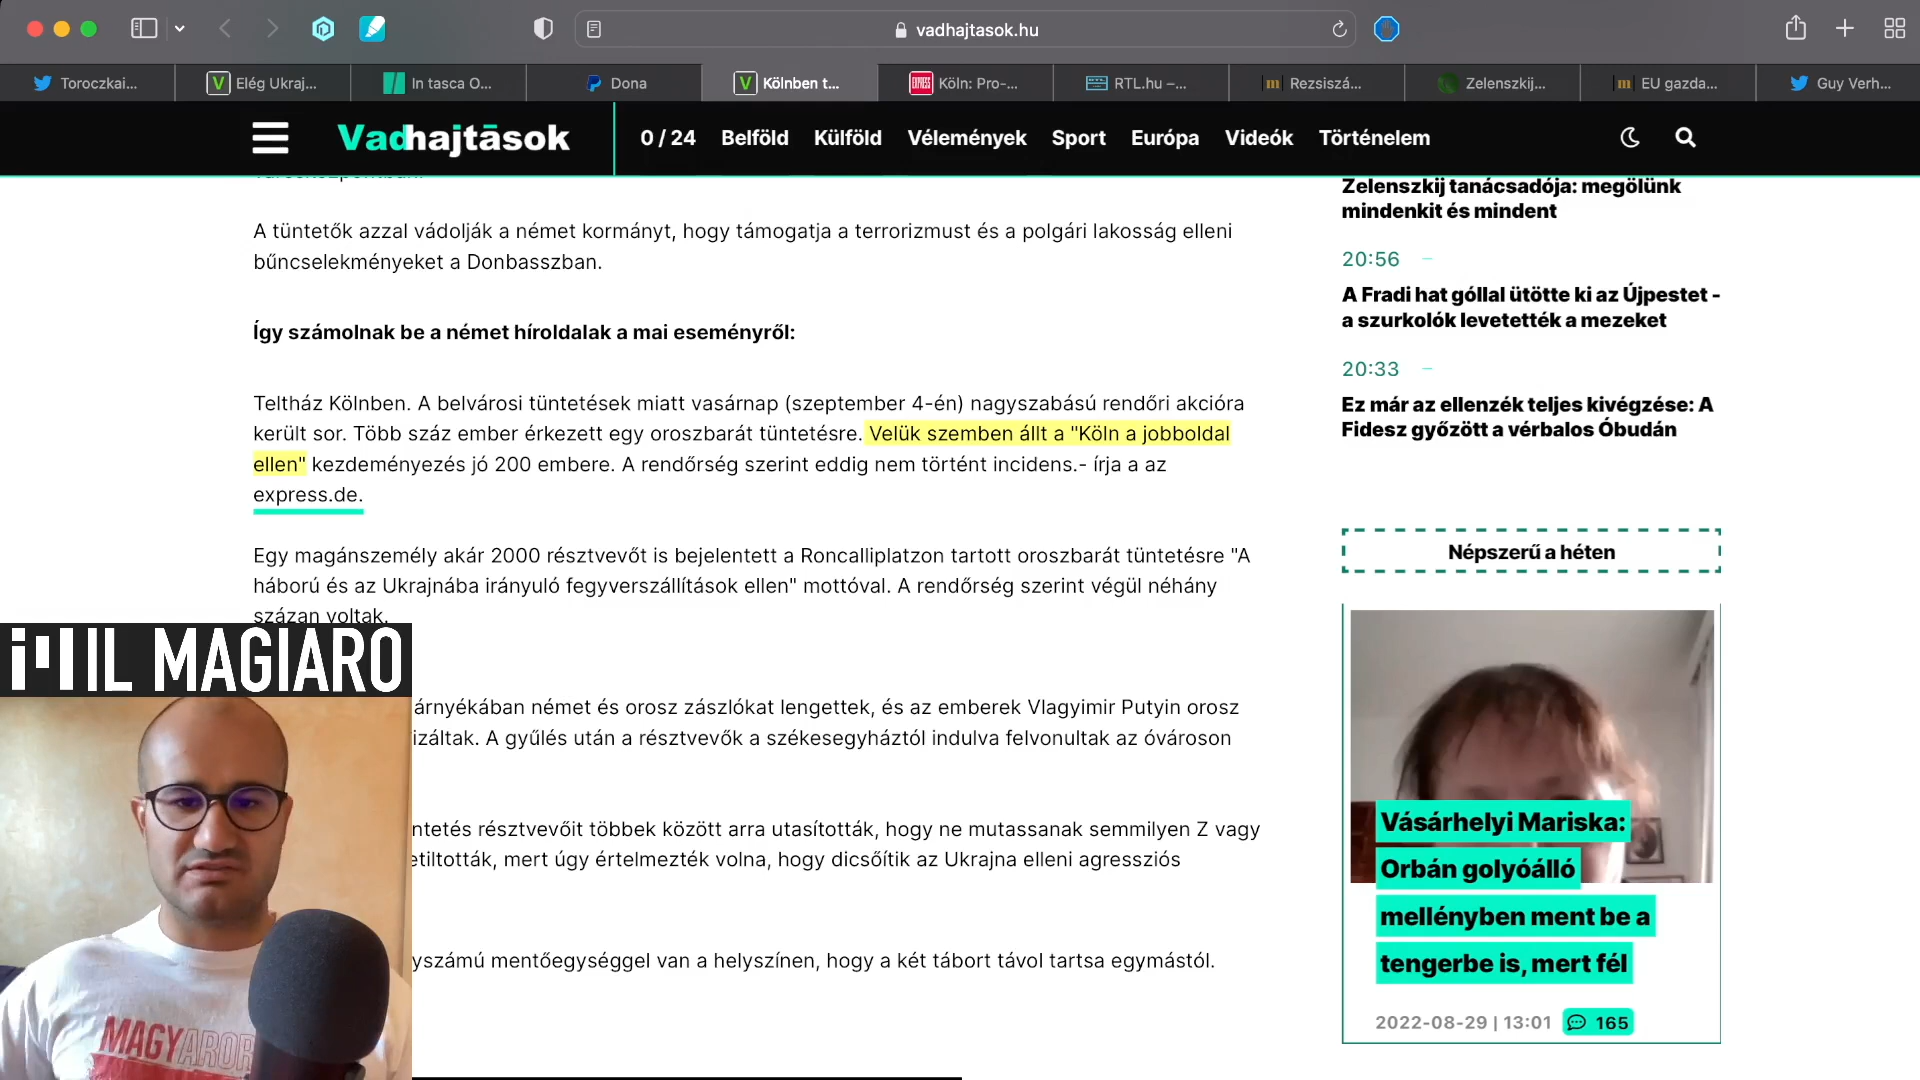 vadhajtasok.hu
Toroczkai...
Elég Ukraj...
In tasca O...
Dona
Kölnben t...
Köln: Pro-...
RTL.hu –...
Rezsiszá...
Zelenszkij...
EU gazda...
Guy Verh...
Vadhajtāsok
0 / 24 Belföld Külföld Vélemények Sport Európa Videók Történelem
A tüntetők azzal vádolják a német kormányt, hogy támogatja a terrorizmust és a polgári lakosság elleni
bűncselekményeket a Donbasszban.
Így számolnak be a német híroldalak a mai eseményről:
Teltház Kölnben. A belvárosi tüntetések miatt vasárnap (szeptember 4-én) nagyszabású rendőri akcióra
került sor. Több száz ember érkezett egy oroszbarát tüntetésre. Velük szemben állt a "Köln a jobboldal
ellen" kezdeményezés jó 200 embere. A rendőrség szerint eddig nem történt incidens.- írja a az
express.de.
Egy magánszemély akár 2000 résztvevőt is bejelentett a Roncalliplatzon tartott oroszbarát tüntetésre "A
háború és az Ukrajnába irányuló fegyverszállítások ellen" mottóval. A rendőrség szerint végül néhány
százan voltak.
árnyékában német és orosz zászlókat lengettek, és az emberek Vlagyimir Putyin orosz
izáltak. A gyűlés után a résztvevők a székesegyháztól indulva felvonultak az óvároson
ntetés résztvevőit többek között arra utasították, hogy ne mutassanak semmilyen Z vagy
etiltották, mert úgy értelmezték volna, hogy dicsőítik az Ukrajna elleni agressziós
yszámú mentőegységgel van a helyszínen, hogy a két tábort távol tartsa egymástól.
Zelenszkij tanácsadója: megölünk
mindenkit és mindent
20:56 –
A Fradi hat góllal ütötte ki az Újpestet -
a szurkolók levetették a mezeket
20:33 –
Ez már az ellenzék teljes kivégzése: A
Fidesz győzött a vérbalos Óbudán
Népszerű a héten
Vásárhelyi Mariska:
Orbán golyóálló
mellényben ment be a
tengerbe is, mert fél
2022-08-29 | 13:01 165
IL MAGIARO
MAGYAROR